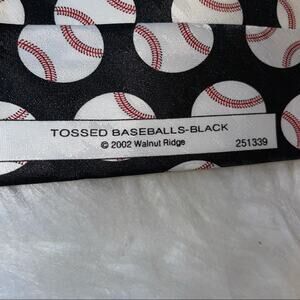 TOSSED BASEBALLS-BLACK
© 2002 Walnut Ridge
251339